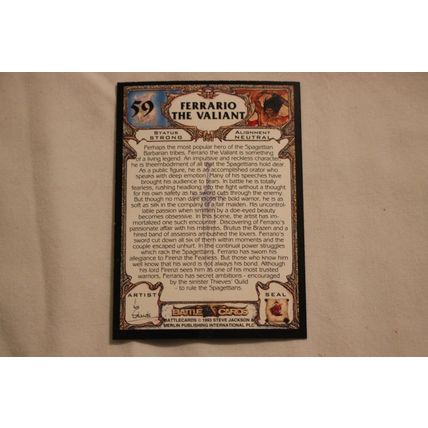 59
FERRARIO
THE VALIANT
STATUS
STRONG
ALIGNMENT
NEUTRAL
Perhaps the most popular hero of the Spagettian
Barbarian tribes, Ferrario the Valiant is something
of a living legend. An impulsive and reckless character,
he is theembodiment of all that the Spagettians hold dear.
As a public figure, he is an accomplished orator who
speaks with deep emotion. Many of his speeches have
brought his audience to tears. In battle he is totally
fearless, rushing headlong into the fight without a thought
for his own safety as his sword cuts through the enemy.
But though no man dare cross the bold warrior, he is as
soft as silk in the company of a fair maiden. His uncontrol-
lable passion when smitten by a doe-eyed beauty
becomes obsessive. In this scene, the artist has im-
mortalized one such encounter. Discovering of Ferrario's
passionate affair with his mistress, Brutus the Brazen and a
hired band of assassins ambushed the lovers. Ferrario's
sword cut down all six of them within moments and the
couple escaped unhurt. In the continual power struggles
which rack the Spagettians, Ferrario has sworn his
allegiance to Firenzi the Fearless. But those who know him
well know that his word is not always his bond. Although
his lord Firenzi sees him as one of his most trusted
warriors, Ferrario has secret ambitions - encouraged
by the sinister Thieves' Guild
- to rule the Spagettians.
ARTIST
SEAL
BATTLE CARDS
BATTLECARDS © 1993 STEVE JACKSON &
MERLIN PUBLISHING INTERNATIONAL PLC